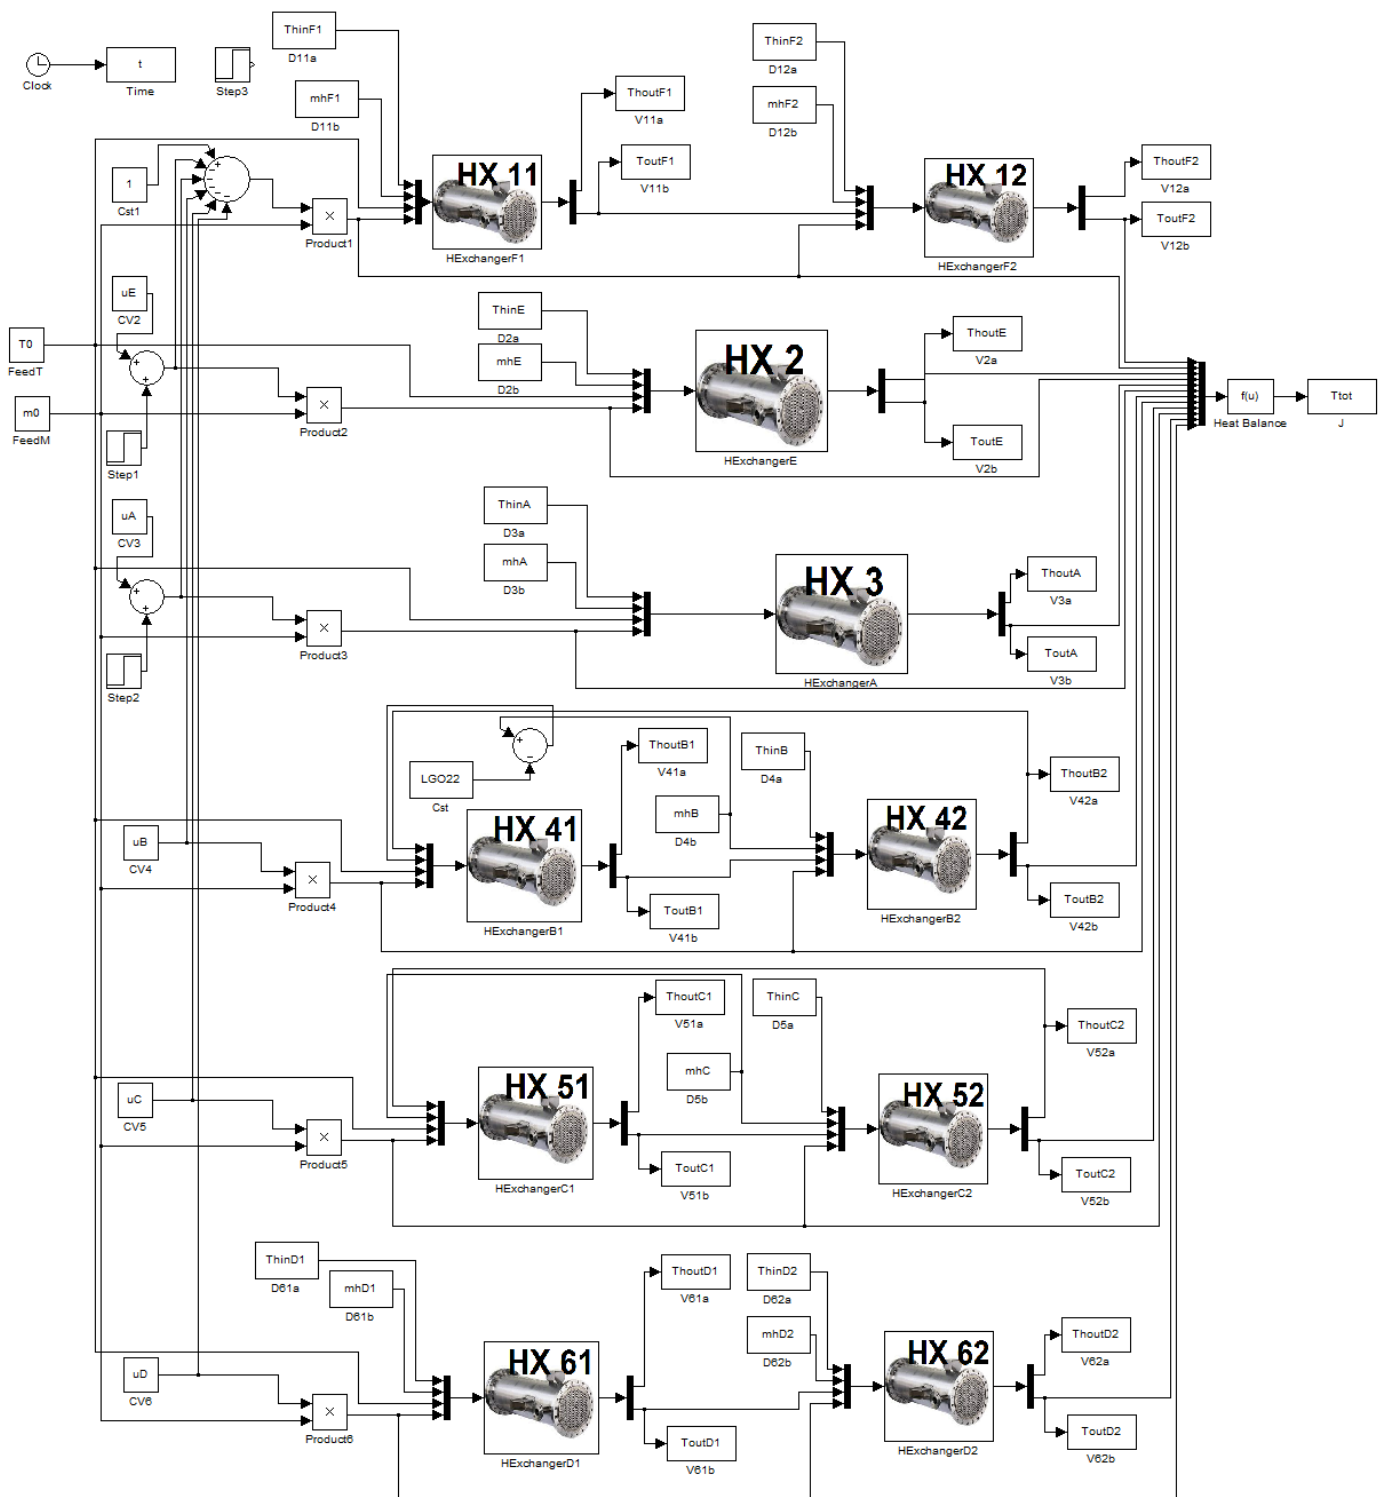 ThinF1
D11a
ThinF2
D12a
Clock
t
Time
Step3
mhF1
D11b
ThoutF1
V11a
mhF2
D12b
1
Cst1
+
−
−
−
−
−
×
Product1
HX 11
HExchangerF1
ToutF1
V11b
HX 12
HExchangerF2
ThoutF2
V12a
ToutF2
V12b
uE
CV2
T0
FeedT
+
+
m0
FeedM
Step1
×
Product2
ThinE
D2a
mhE
D2b
HX 2
HExchangerE
ThoutE
V2a
ToutE
V2b
f(u)
Heat Balance
Ttot
J
uA
CV3
+
+
Step2
×
Product3
ThinA
D3a
mhA
D3b
HX 3
HExchangerA
ThoutA
V3a
ToutA
V3b
+
−
LGO22
Cst
ThoutB1
V41a
ThinB
D4a
ThoutB2
V42a
mhB
D4b
uB
CV4
×
Product4
HX 41
HExchangerB1
ToutB1
V41b
HX 42
HExchangerB2
ToutB2
V42b
ThoutC1
V51a
ThinC
D5a
ThoutC2
V52a
mhC
D5b
uC
CV5
×
Product5
HX 51
HExchangerC1
ToutC1
V51b
HX 52
HExchangerC2
ToutC2
V52b
ThinD1
D61a
mhD1
D61b
ThoutD1
V61a
ThinD2
D62a
mhD2
D62b
ThoutD2
V62a
uD
CV6
×
Product6
HX 61
HExchangerD1
ToutD1
V61b
HX 62
HExchangerD2
ToutD2
V62b